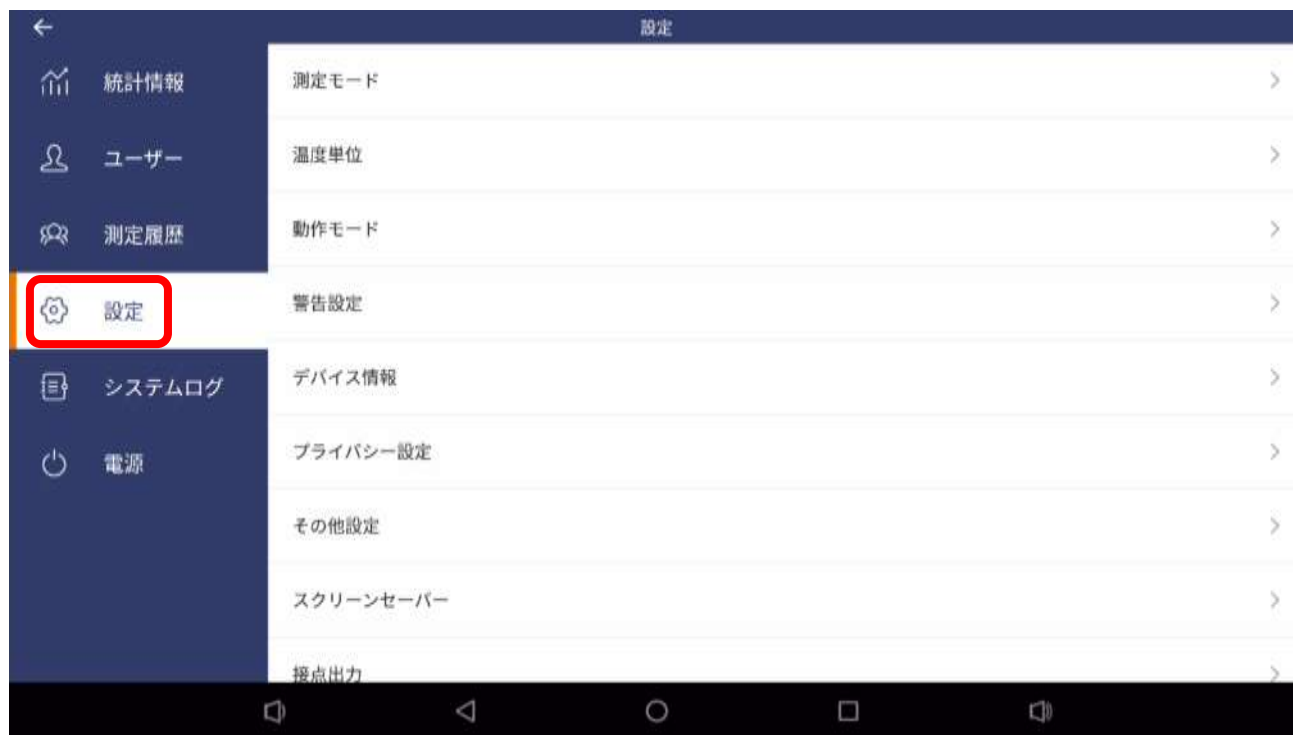 設定
統計情報
ユーザー
測定履歴
設定
システムログ
電源
測定モード
温度単位
動作モード
警告設定
デバイス情報
プライバシー設定
その他設定
スクリーンセーバー
接点出力